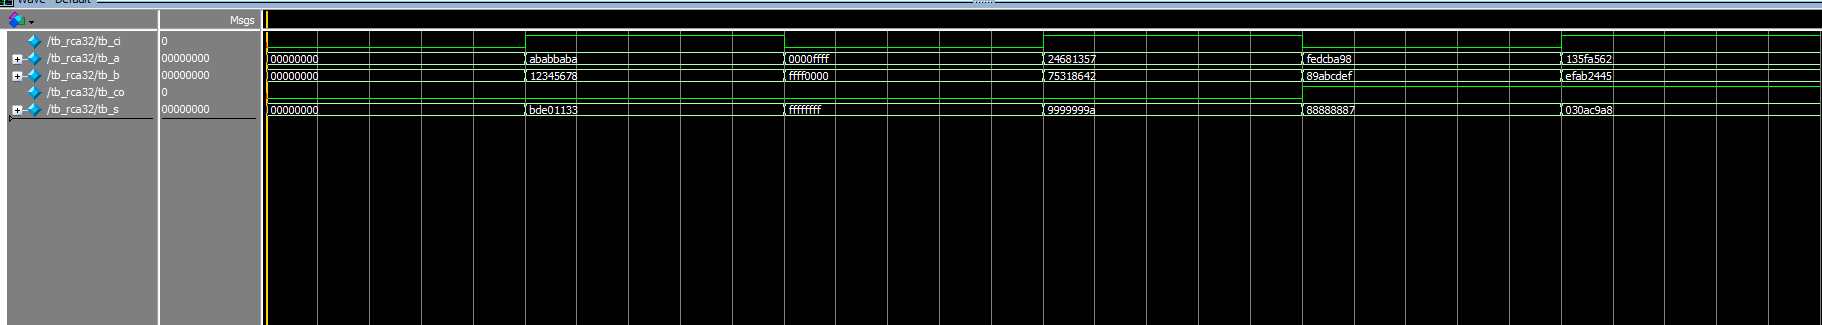 Wave - Default
Msgs
/tb_rca32/tb_ci 0
/tb_rca32/tb_a 00000000 00000000 ababbaba 0000ffff 24681357 fedcba98 135fa562
/tb_rca32/tb_b 00000000 00000000 12345678 ffff0000 75318642 89abcdef efab2445
/tb_rca32/tb_co 0
/tb_rca32/tb_s 00000000 00000000 bde01133 ffffffff 9999999a 88888887 030ac9a8